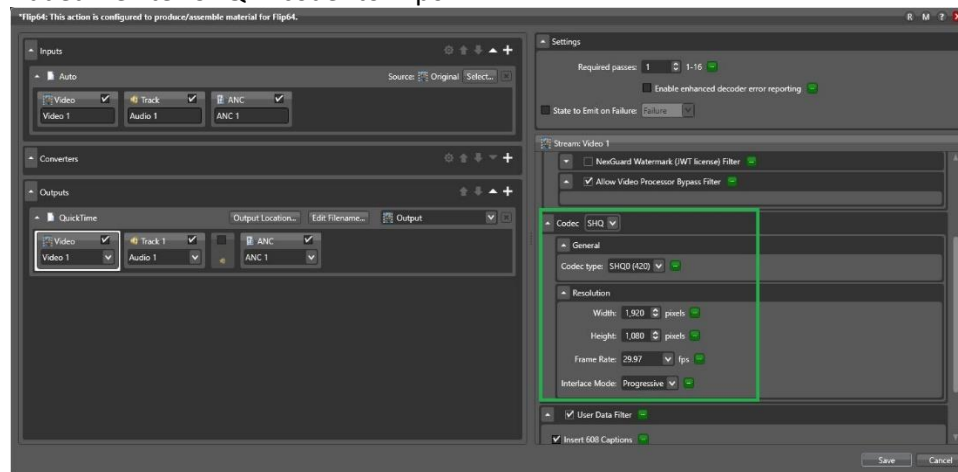 *Flip64: This action is configured to produce/assemble material for Flip64.
R M ? X
Inputs
Auto
Source: Original Select...
Video
Track
ANC
Video 1
Audio 1
ANC 1
Converters
Outputs
QuickTime
Output Location...
Edit Filename...
Output
Video
Track 1
ANC
Video 1
Audio 1
ANC 1
Settings
Required passes: 1 1-16
Enable enhanced decoder error reporting
State to Emit on Failure: Failure
Stream: Video 1
NexGuard Watermark (JWT license) Filter
Allow Video Processor Bypass Filter
Codec SHQ
General
Codec type: SHQ0 (420)
Resolution
Width: 1,920 pixels
Height: 1,080 pixels
Frame Rate: 29.97 fps
Interlace Mode: Progressive
User Data Filter
Insert 608 Captions
Save
Cancel